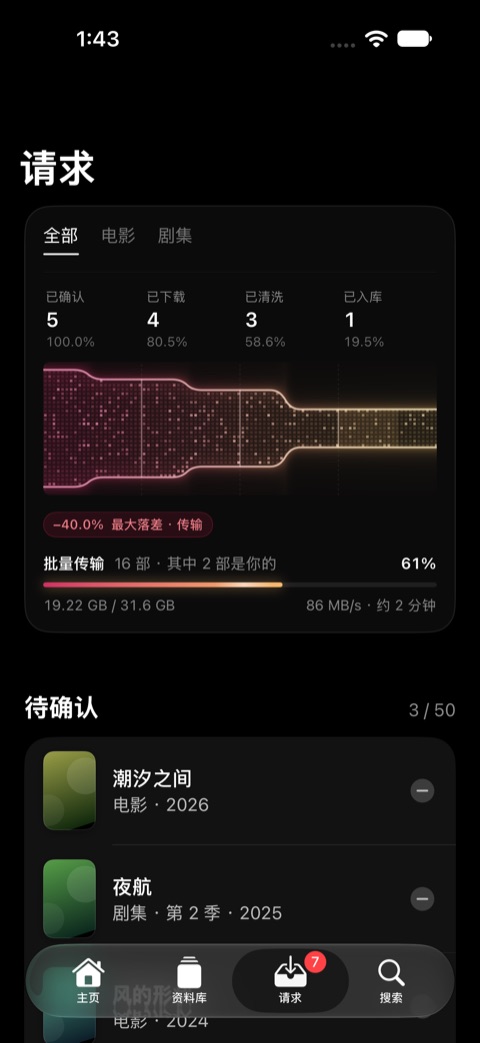 1:43
请求
全部 电影 剧集
已确认 已下载 已清洗 已入库
5 4 3 1
100.0% 80.5% 58.6% 19.5%
−40.0% 最大落差 · 传输
批量传输 16 部 · 其中 2 部是你的 61%
19.22 GB / 31.6 GB 86 MB/s · 约 2 分钟
待确认 3 / 50
潮汐之间
电影 · 2026
夜航
剧集 · 第 2 季 · 2025
风的形
7
主页 资料库 请求 搜索
电影 · 2024